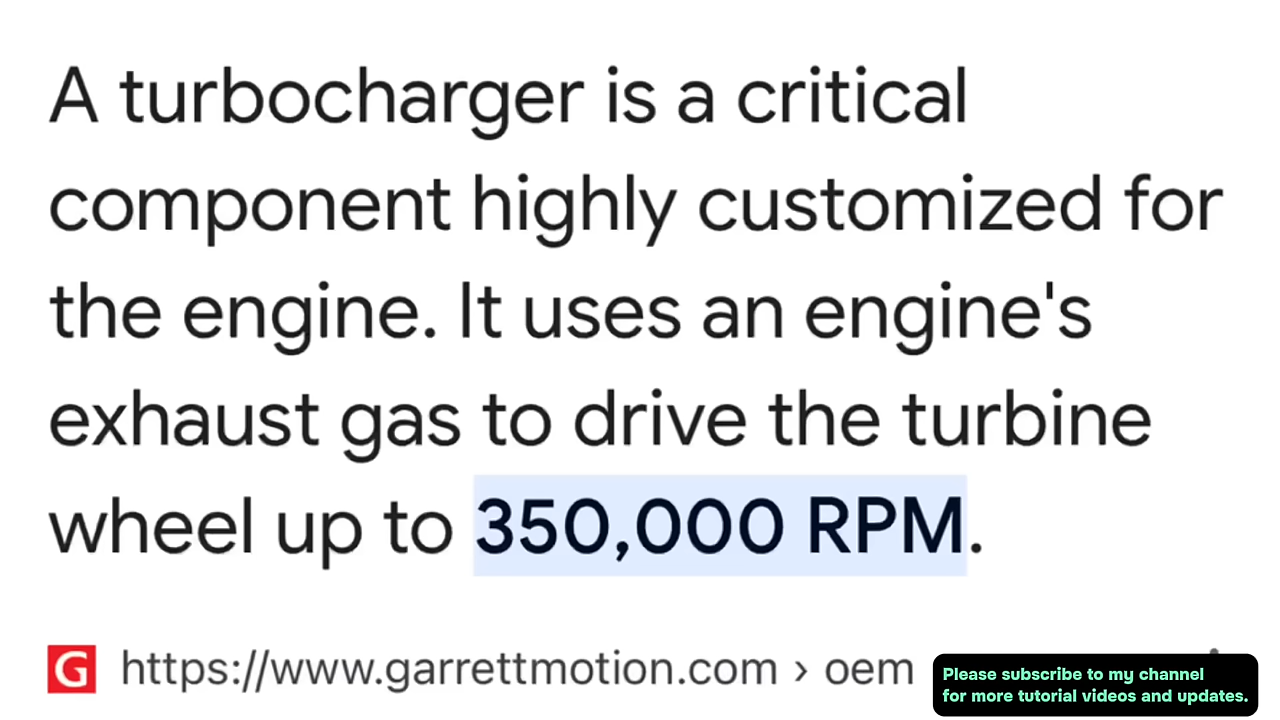 A turbocharger is a critical
component highly customized for
the engine. It uses an engine's
exhaust gas to drive the turbine
wheel up to 350,000 RPM.
G https://www.garrettmotion.com › oem
Please subscribe to my channel
for more tutorial videos and updates.